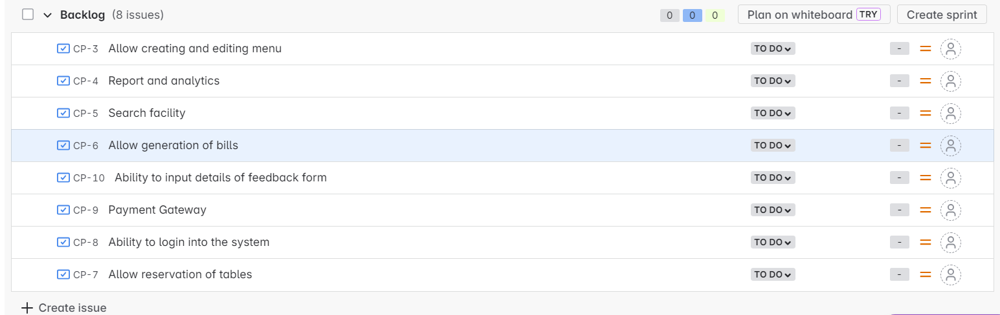 Backlog (8 issues) 0 0 0 Plan on whiteboard TRY Create sprint
CP-3 Allow creating and editing menu TO DO -
CP-4 Report and analytics TO DO -
CP-5 Search facility TO DO -
CP-6 Allow generation of bills TO DO -
CP-10 Ability to input details of feedback form TO DO -
CP-9 Payment Gateway TO DO -
CP-8 Ability to login into the system TO DO -
CP-7 Allow reservation of tables TO DO -
Create issue